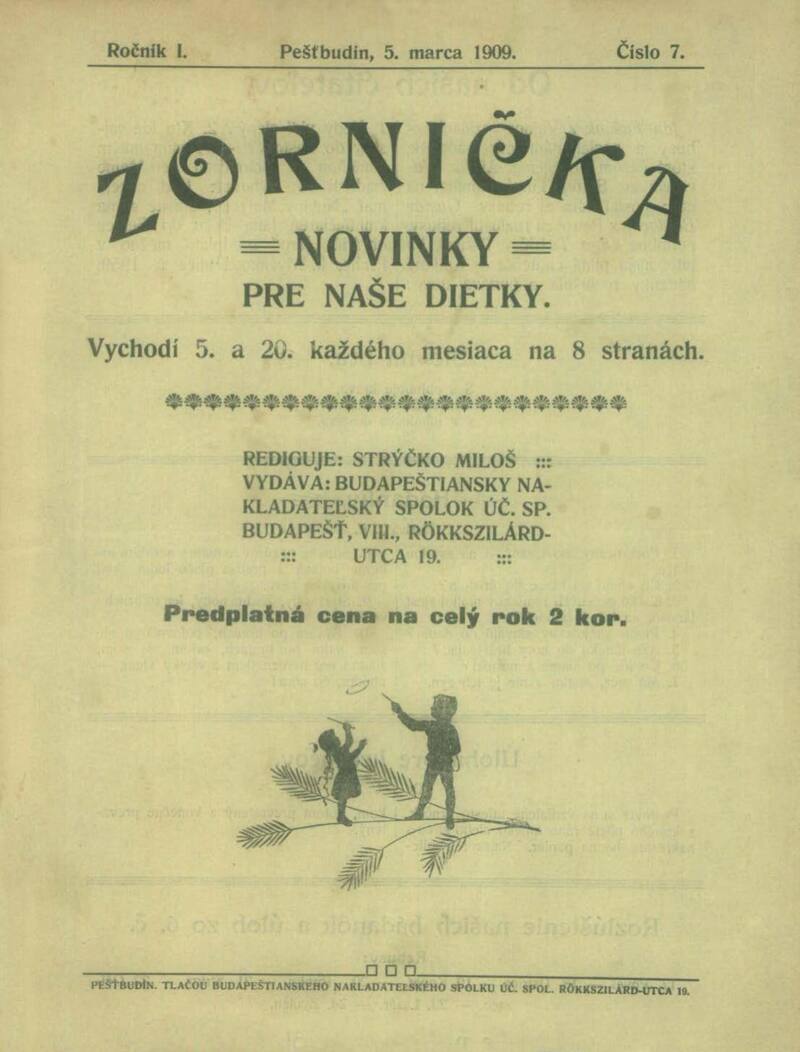 Ročník I. Pešťbudín, 5. marca 1909. Číslo 7.
ZORNIČKA
NOVINKY
PRE NAŠE DIETKY.
Vychodí 5. a 20. každého mesiaca na 8 stranách.
REDIGUJE: STRÝČKO MILOŠ :::
VYDÁVA: BUDAPEŠTIANSKY NA-
KLADATEĽSKÝ SPOLOK ÚČ. SP.
BUDAPEŠŤ, VIII., RÖKKSZILÁRD-
::: UTCA 19. :::
Predplatná cena na celý rok 2 kor.
PEŠŤBUDÍN. TLAČOU BUDAPEŠTIANSKEHO NAKLADATEĽSKÉHO SPOLKU ÚČ. SPOL. RÖKKSZILÁRD-UTCA 19.